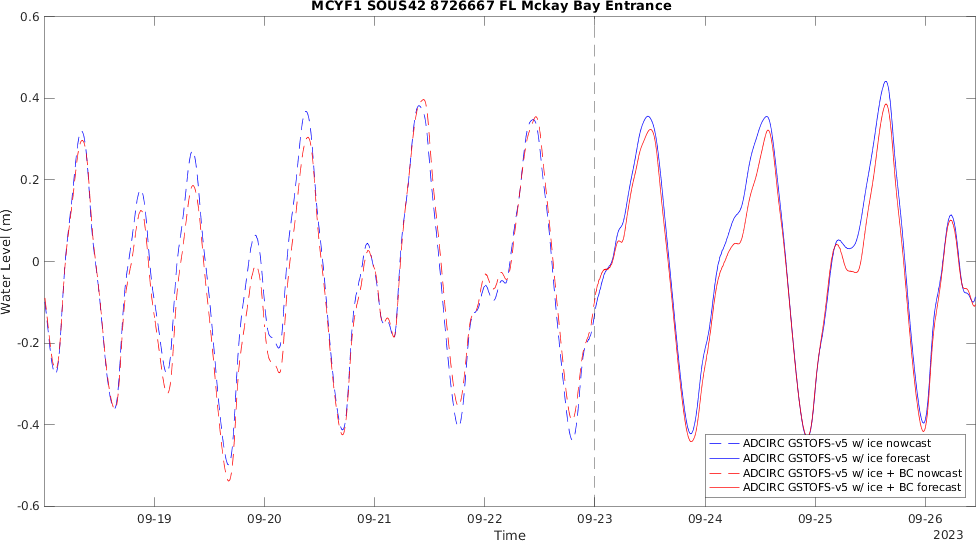 MCYF1 SOUS42 8726667 FL Mckay Bay Entrance
0.6
0.4
0.2
0
-0.2
-0.4
-0.6
Water Level (m)
ADCIRC GSTOFS-v5 w/ ice nowcast
ADCIRC GSTOFS-v5 w/ ice forecast
ADCIRC GSTOFS-v5 w/ ice + BC nowcast
ADCIRC GSTOFS-v5 w/ ice + BC forecast
09-19 09-20 09-21 09-22 09-23 09-24 09-25 09-26
Time
2023